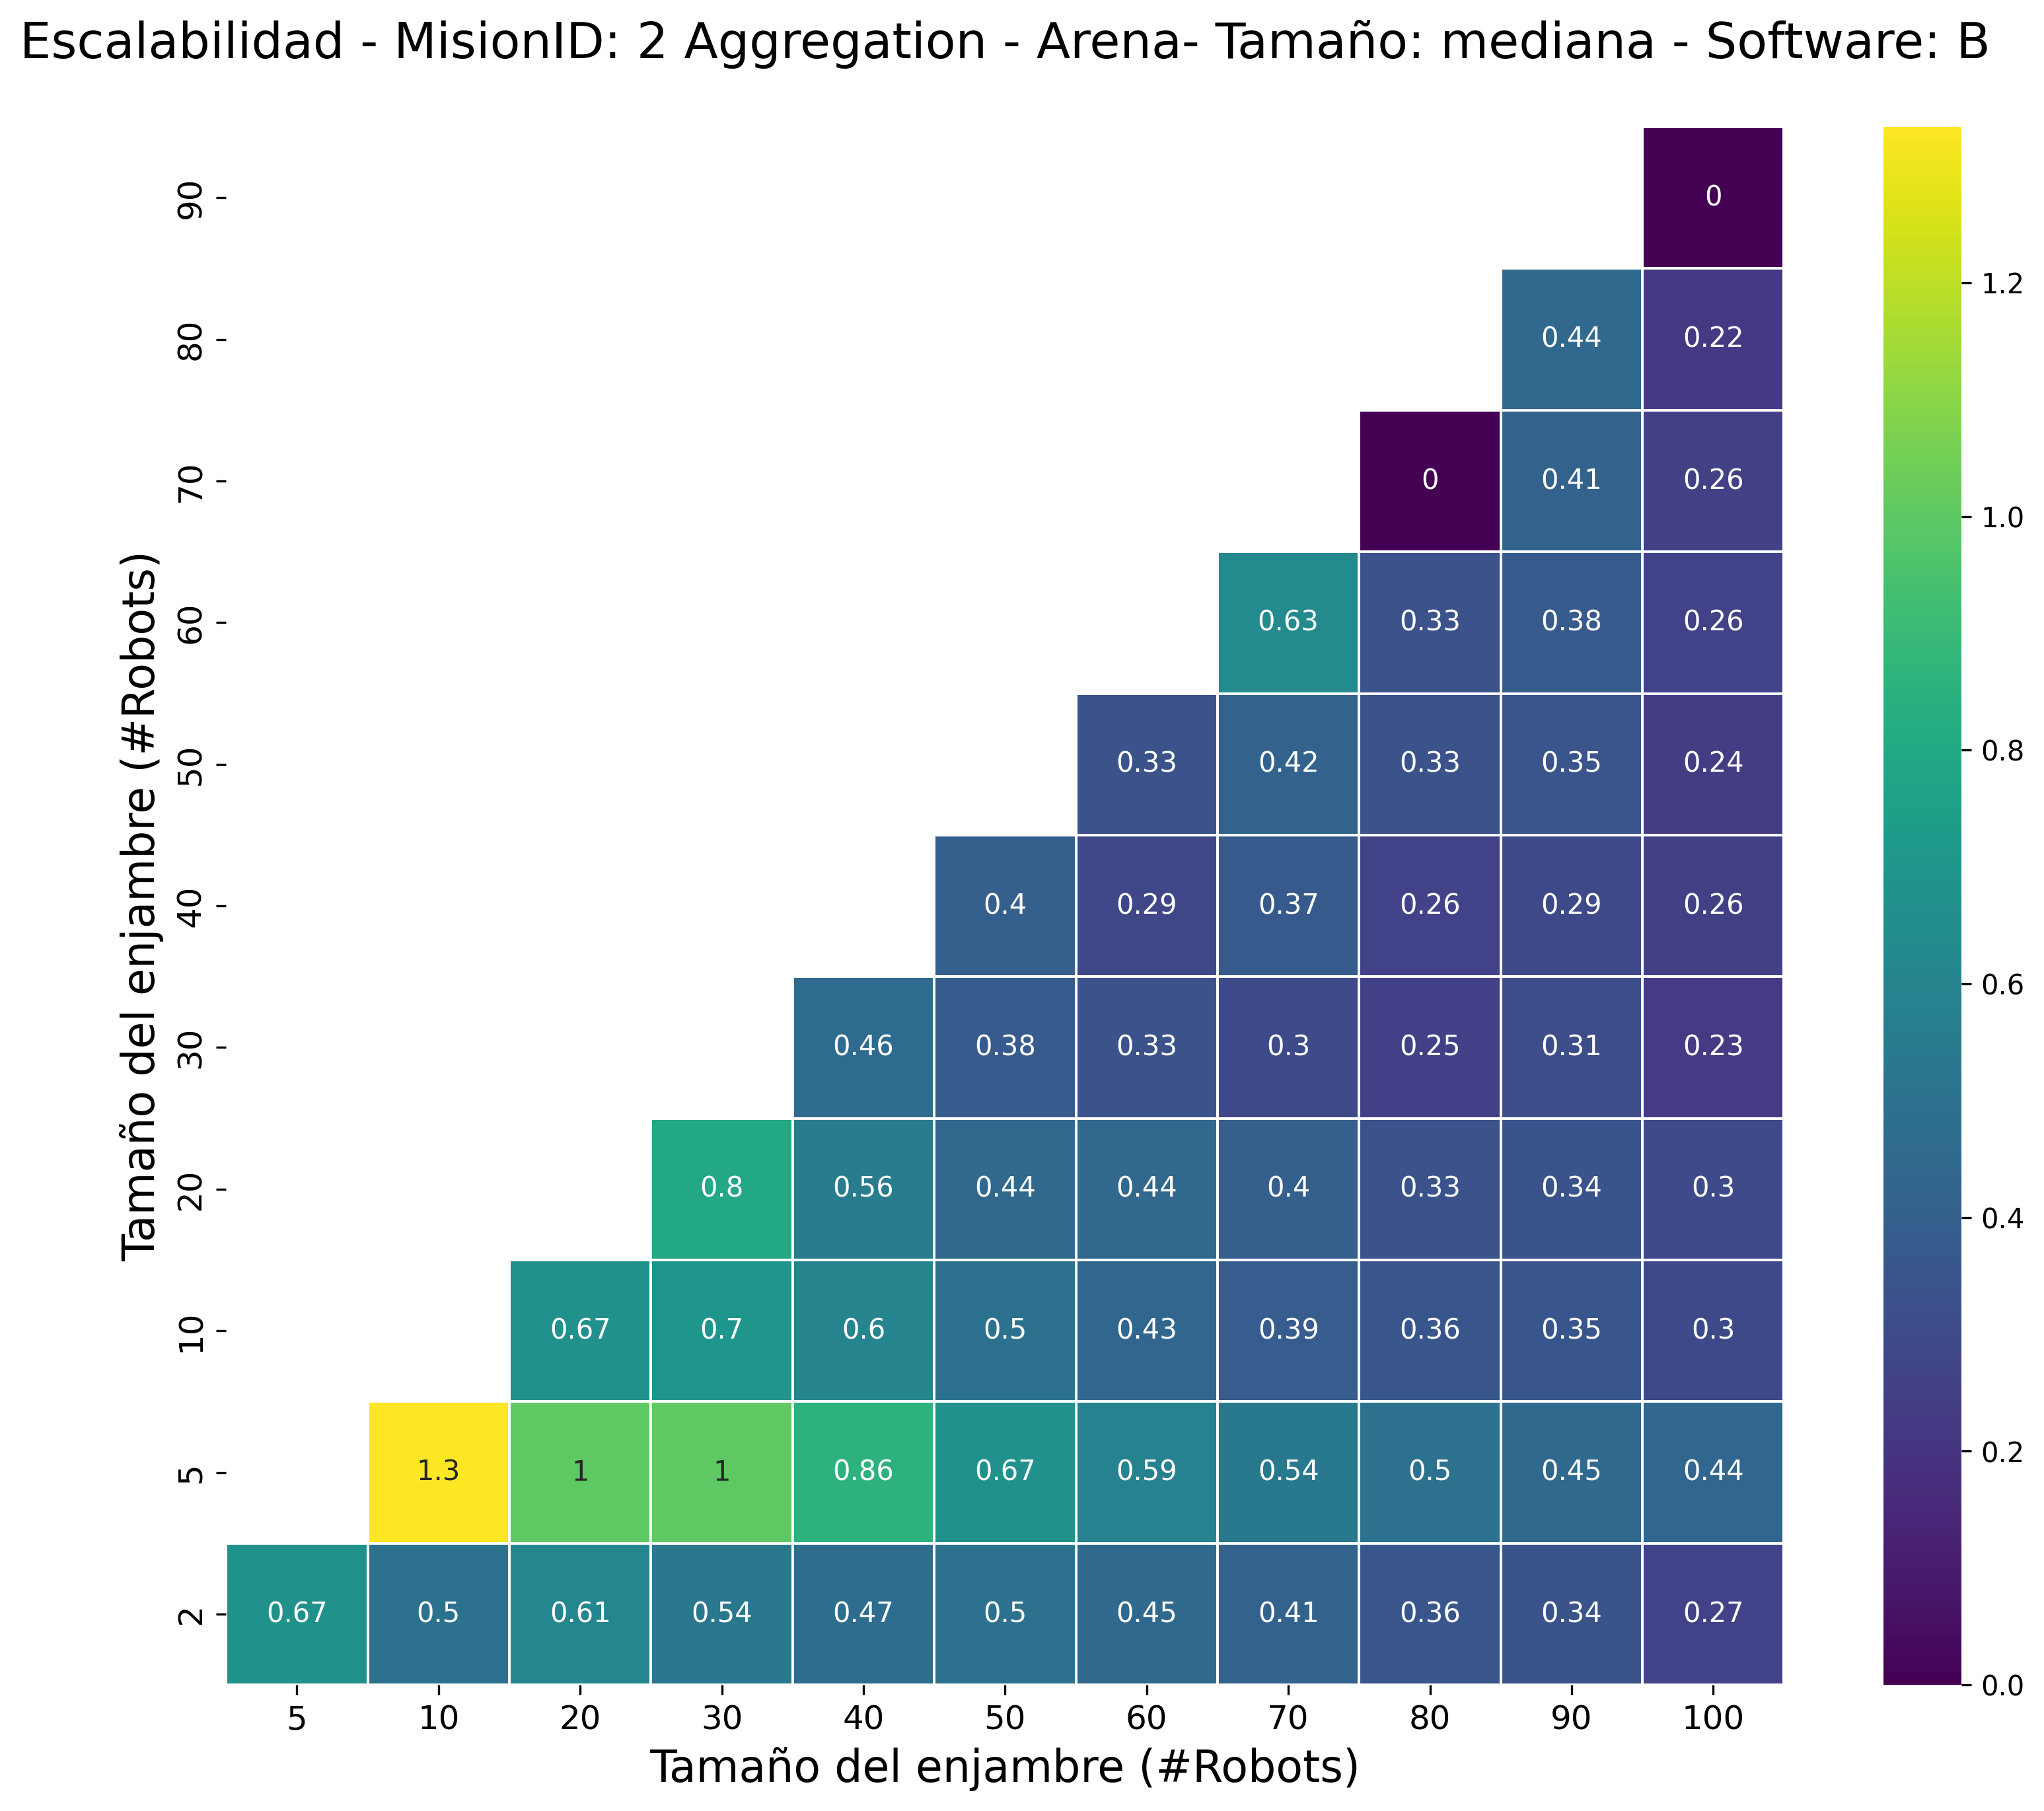 Escalabilidad - MisionID: 2 Aggregation - Arena- Tamaño: mediana - Software: B
90 0
80 0.44 0.22
70 0 0.41 0.26
60 0.63 0.33 0.38 0.26
50 0.33 0.42 0.33 0.35 0.24
40 0.4 0.29 0.37 0.26 0.29 0.26
30 0.46 0.38 0.33 0.3 0.25 0.31 0.23
20 0.8 0.56 0.44 0.44 0.4 0.33 0.34 0.3
10 0.67 0.7 0.6 0.5 0.43 0.39 0.36 0.35 0.3
5 1.3 1 1 0.86 0.67 0.59 0.54 0.5 0.45 0.44
2 0.67 0.5 0.61 0.54 0.47 0.5 0.45 0.41 0.36 0.34 0.27
5 10 20 30 40 50 60 70 80 90 100
Tamaño del enjambre (#Robots)
Tamaño del enjambre (#Robots)
1.2
1.0
0.8
0.6
0.4
0.2
0.0